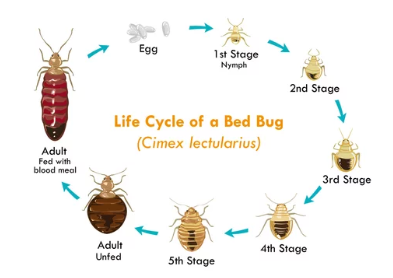 Egg
1st Stage
Nymph
2nd Stage
3rd Stage
4th Stage
5th Stage
Adult
Unfed
Adult
Fed with
blood meal
Life Cycle of a Bed Bug
(Cimex lectularius)